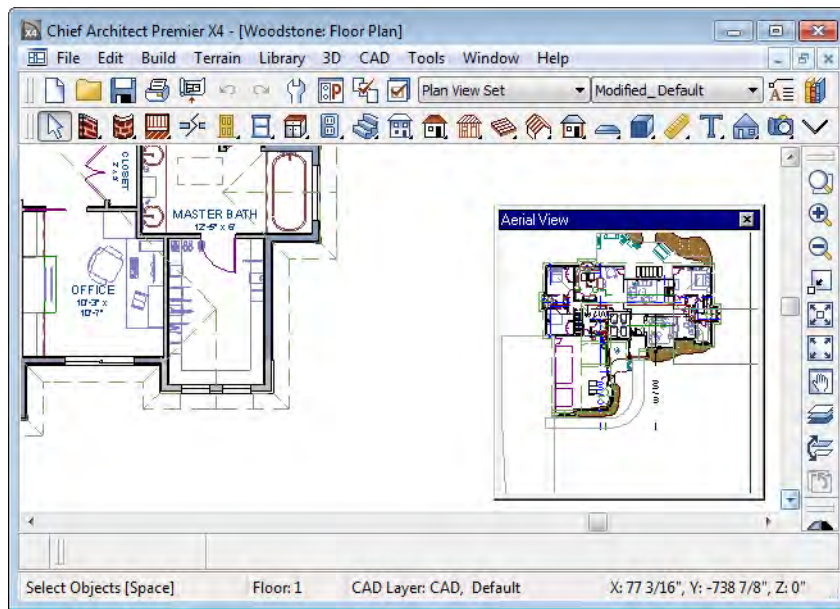 X4 Chief Architect Premier X4 - [Woodstone: Floor Plan]
File Edit Build Terrain Library 3D CAD Tools Window Help
Plan View Set Modified_Default
CLOSET
MASTER BATH
12'-5" x 6'
Aerial View
OFFICE
10'-3" x
10'-7"
Select Objects [Space] Floor: 1 CAD Layer: CAD, Default X: 77 3/16", Y: -738 7/8", Z: 0"